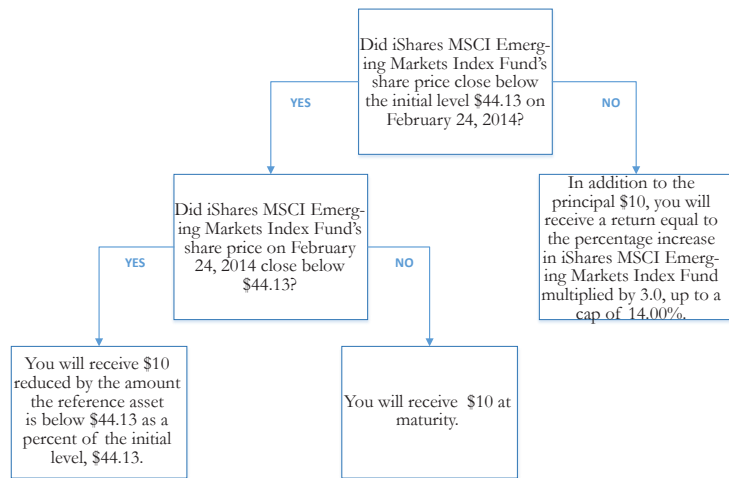 Did iShares MSCI Emerg-
ing Markets Index Fund's
share price close below
the initial level $44.13 on
February 24, 2014?
YES
NO
Did iShares MSCI Emerg-
ing Markets Index Fund's
share price on February
24, 2014 close below
$44.13?
In addition to the
principal $10, you will
receive a return equal to
the percentage increase
in iShares MSCI Emerg-
ing Markets Index Fund
multiplied by 3.0, up to a
cap of 14.00%.
YES
NO
You will receive $10
reduced by the amount
the reference asset
is below $44.13 as a
percent of the initial
level, $44.13.
You will receive $10 at
maturity.